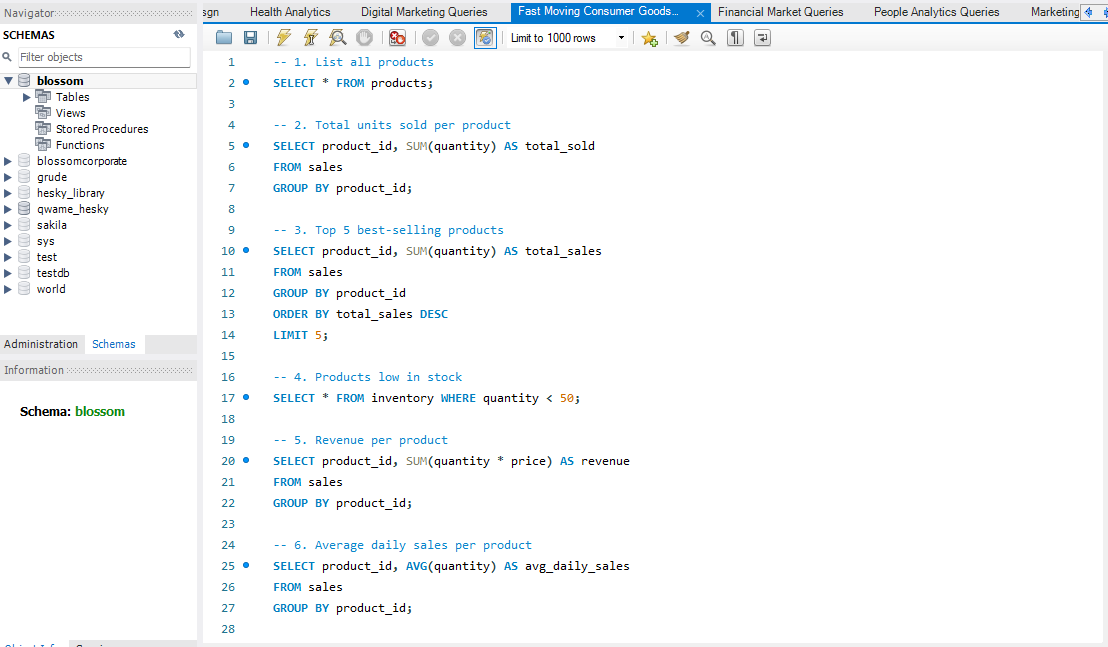 Navigator
SCHEMAS
Filter objects
blossom
Tables
Views
Stored Procedures
Functions
blossomcorporate
grude
hesky_library
qwame_hesky
sakila
sys
test
testdb
world
Administration Schemas
Information
Schema: blossom
sgn Health Analytics Digital Marketing Queries Fast Moving Consumer Goods... Financial Market Queries People Analytics Queries Marketing
Limit to 1000 rows
1 -- 1. List all products
2 SELECT * FROM products;
3
4 -- 2. Total units sold per product
5 SELECT product_id, SUM(quantity) AS total_sold
6 FROM sales
7 GROUP BY product_id;
8
9 -- 3. Top 5 best-selling products
10 SELECT product_id, SUM(quantity) AS total_sales
11 FROM sales
12 GROUP BY product_id
13 ORDER BY total_sales DESC
14 LIMIT 5;
15
16 -- 4. Products low in stock
17 SELECT * FROM inventory WHERE quantity < 50;
18
19 -- 5. Revenue per product
20 SELECT product_id, SUM(quantity * price) AS revenue
21 FROM sales
22 GROUP BY product_id;
23
24 -- 6. Average daily sales per product
25 SELECT product_id, AVG(quantity) AS avg_daily_sales
26 FROM sales
27 GROUP BY product_id;
28